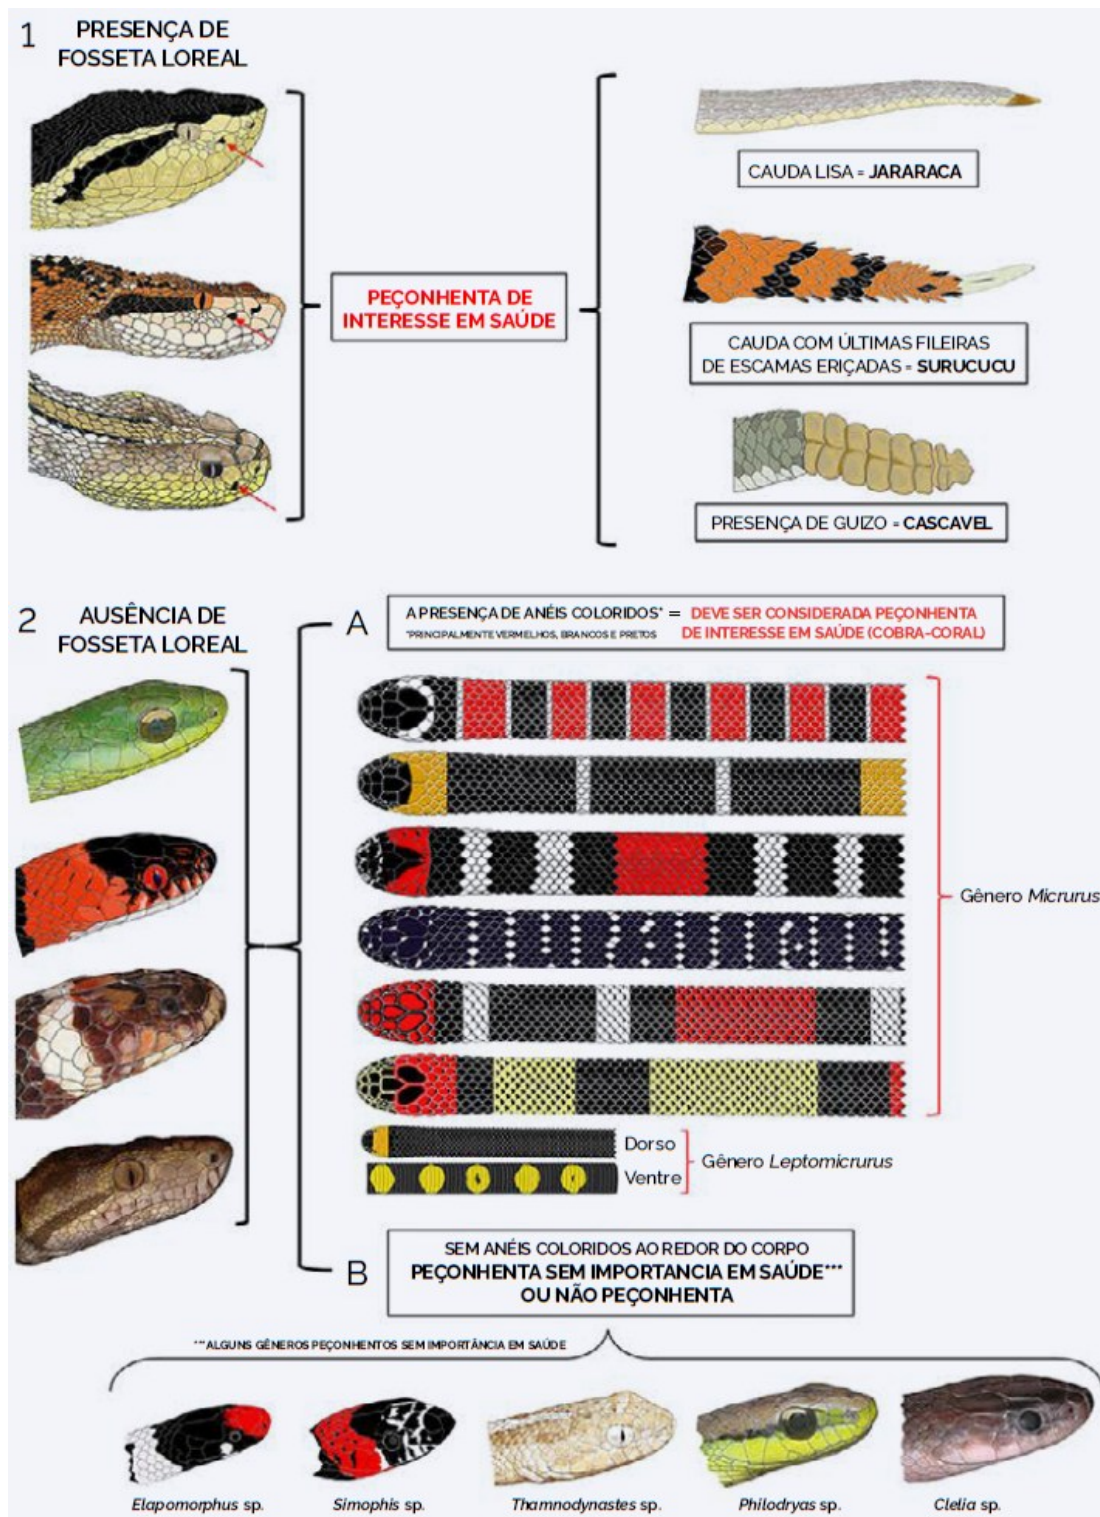 1
PRESENÇA DE
FOSSETA LOREAL
CAUDA LISA = JARARACA
PEÇONHENTA DE
INTERESSE EM SAÚDE
CAUDA COM ÚLTIMAS FILEIRAS
DE ESCAMAS ERIÇADAS = SURUCUCU
PRESENÇA DE GUIZO = CASCAVEL
2
AUSÊNCIA DE
FOSSETA LOREAL
A
A PRESENÇA DE ANÉIS COLORIDOS* = DEVE SER CONSIDERADA PEÇONHENTA
*PRINCIPALMENTE VERMELHOS, BRANCOS E PRETOS DE INTERESSE EM SAÚDE (COBRA-CORAL)
Gênero Micrurus
Dorso
Ventre
Gênero Leptomicrurus
B
SEM ANÉIS COLORIDOS AO REDOR DO CORPO
PEÇONHENTA SEM IMPORTANCIA EM SAÚDE***
OU NÃO PEÇONHENTA
***ALGUNS GÊNEROS PEÇONHENTOS SEM IMPORTÂNCIA EM SAÚDE
Elapomorphus sp.
Simophis sp.
Thamnodynastes sp.
Philodryas sp.
Clelia sp.